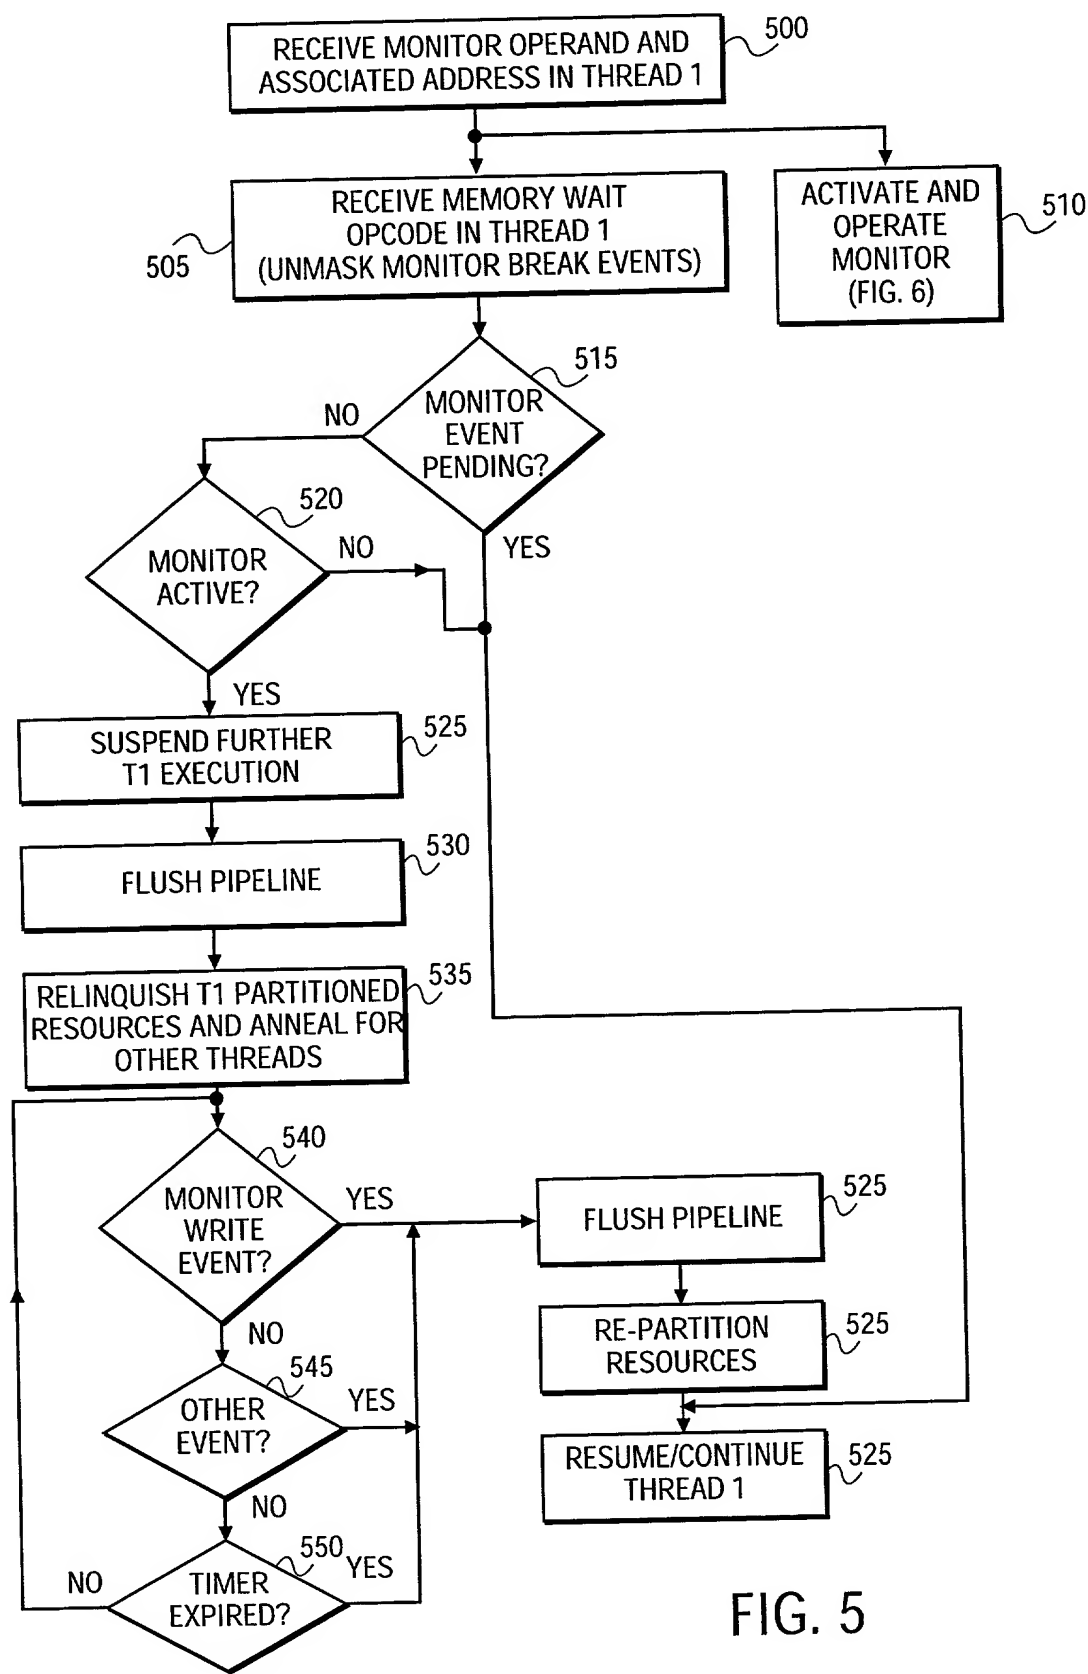 RECEIVE MONITOR OPERAND AND
ASSOCIATED ADDRESS IN THREAD 1
500
RECEIVE MEMORY WAIT
OPCODE IN THREAD 1
(UNMASK MONITOR BREAK EVENTS)
505
ACTIVATE AND
OPERATE
MONITOR
(FIG. 6)
510
MONITOR
EVENT
PENDING?
515
NO
YES
MONITOR
ACTIVE?
520
NO
YES
SUSPEND FURTHER
T1 EXECUTION
525
FLUSH PIPELINE
530
RELINQUISH T1 PARTITIONED
RESOURCES AND ANNEAL FOR
OTHER THREADS
535
MONITOR
WRITE
EVENT?
540
YES
NO
OTHER
EVENT?
545
YES
NO
TIMER
EXPIRED?
550
YES
NO
FLUSH PIPELINE
525
RE-PARTITION
RESOURCES
525
RESUME/CONTINUE
THREAD 1
525
FIG. 5